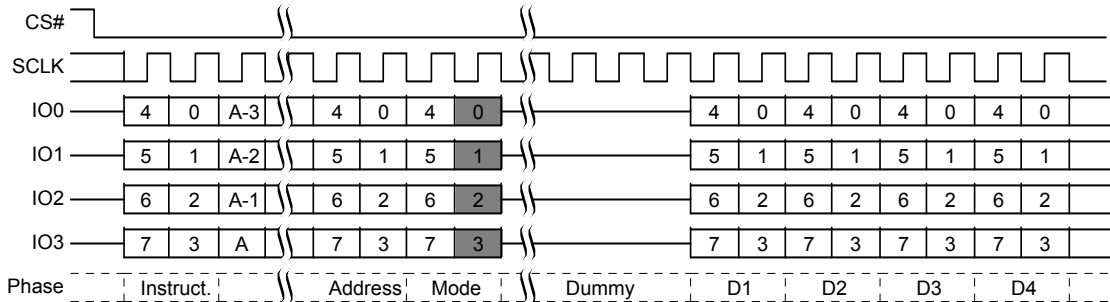 CS#
SCLK
IO0 4 0 A-3 4 0 4 0 4 0 4 0 4 0 4 0
IO1 5 1 A-2 5 1 5 1 5 1 5 1 5 1 5 1
IO2 6 2 A-1 6 2 6 2 6 2 6 2 6 2 6 2
IO3 7 3 A 7 3 7 3 7 3 7 3 7 3 7 3
Phase Instruct. Address Mode Dummy D1 D2 D3 D4